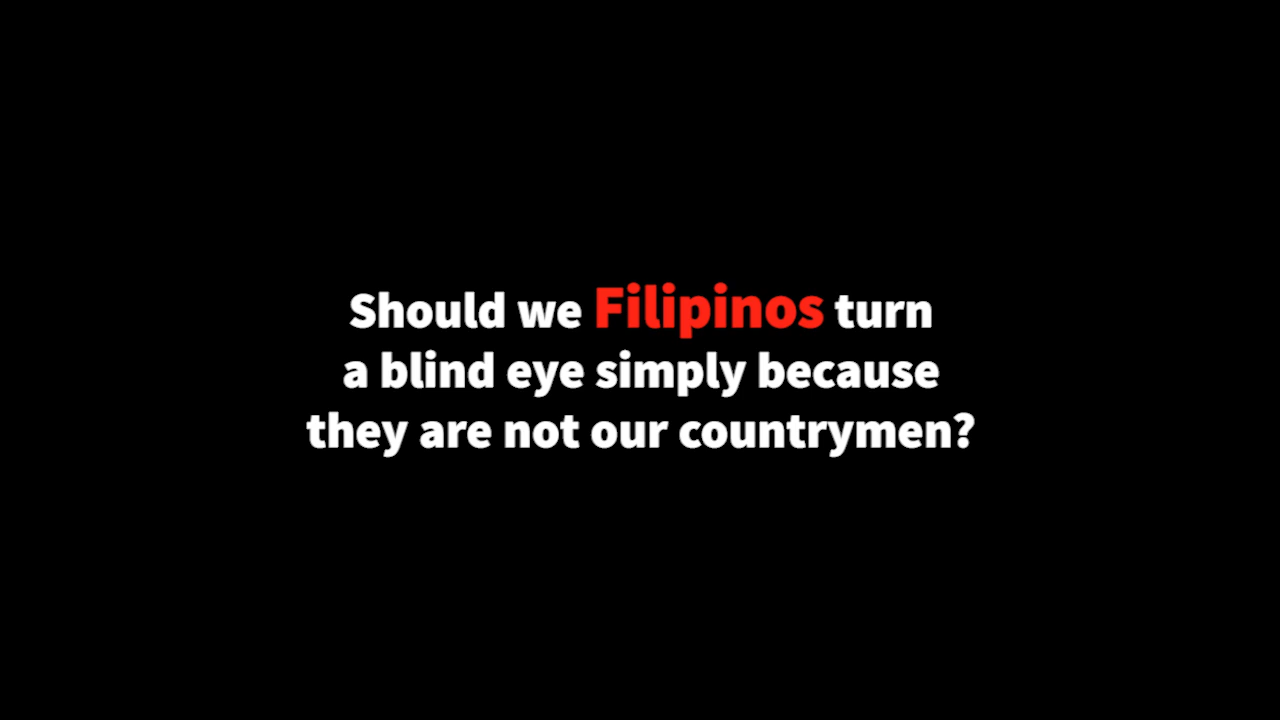 Should we Filipinos turn
a blind eye simply because
they are not our countrymen?